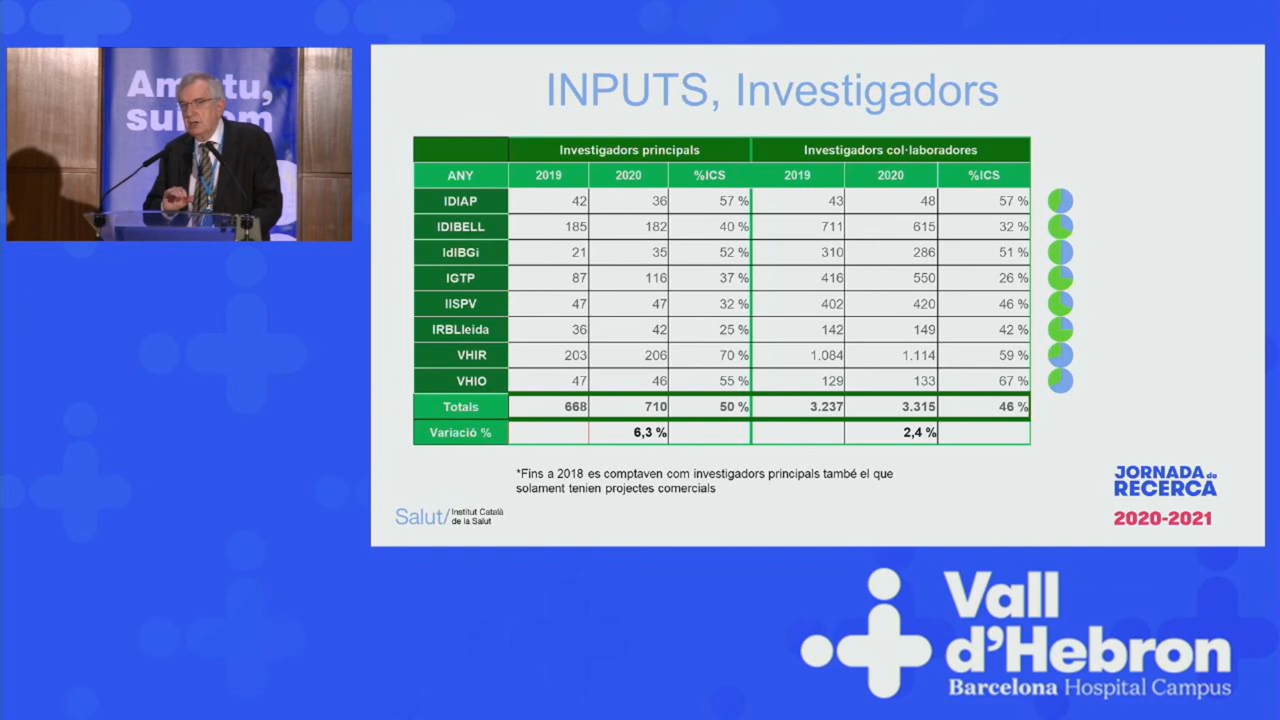 Am tu,
su em
INPUTS, Investigadors
Investigadors principals Investigadors col·laboradores
ANY 2019 2020 %ICS 2019 2020 %ICS
IDIAP 42 36 57 % 43 48 57 %
IDIBELL 185 182 40 % 711 615 32 %
IdIBGi 21 35 52 % 310 286 51 %
IGTP 87 116 37 % 416 550 26 %
IISPV 47 47 32 % 402 420 46 %
IRBLleida 36 42 25 % 142 149 42 %
VHIR 203 206 70 % 1.084 1.114 59 %
VHIO 47 46 55 % 129 133 67 %
Totals 668 710 50 % 3.237 3.315 46 %
Variació % 6,3 % 2,4 %
*Fins a 2018 es comptaven com investigadors principals també el que
solament tenien projectes comercials
Salut/ Institut Català
de la Salut
JORNADA de
RECERCA
2020-2021
Vall
d'Hebron
Barcelona Hospital Campus